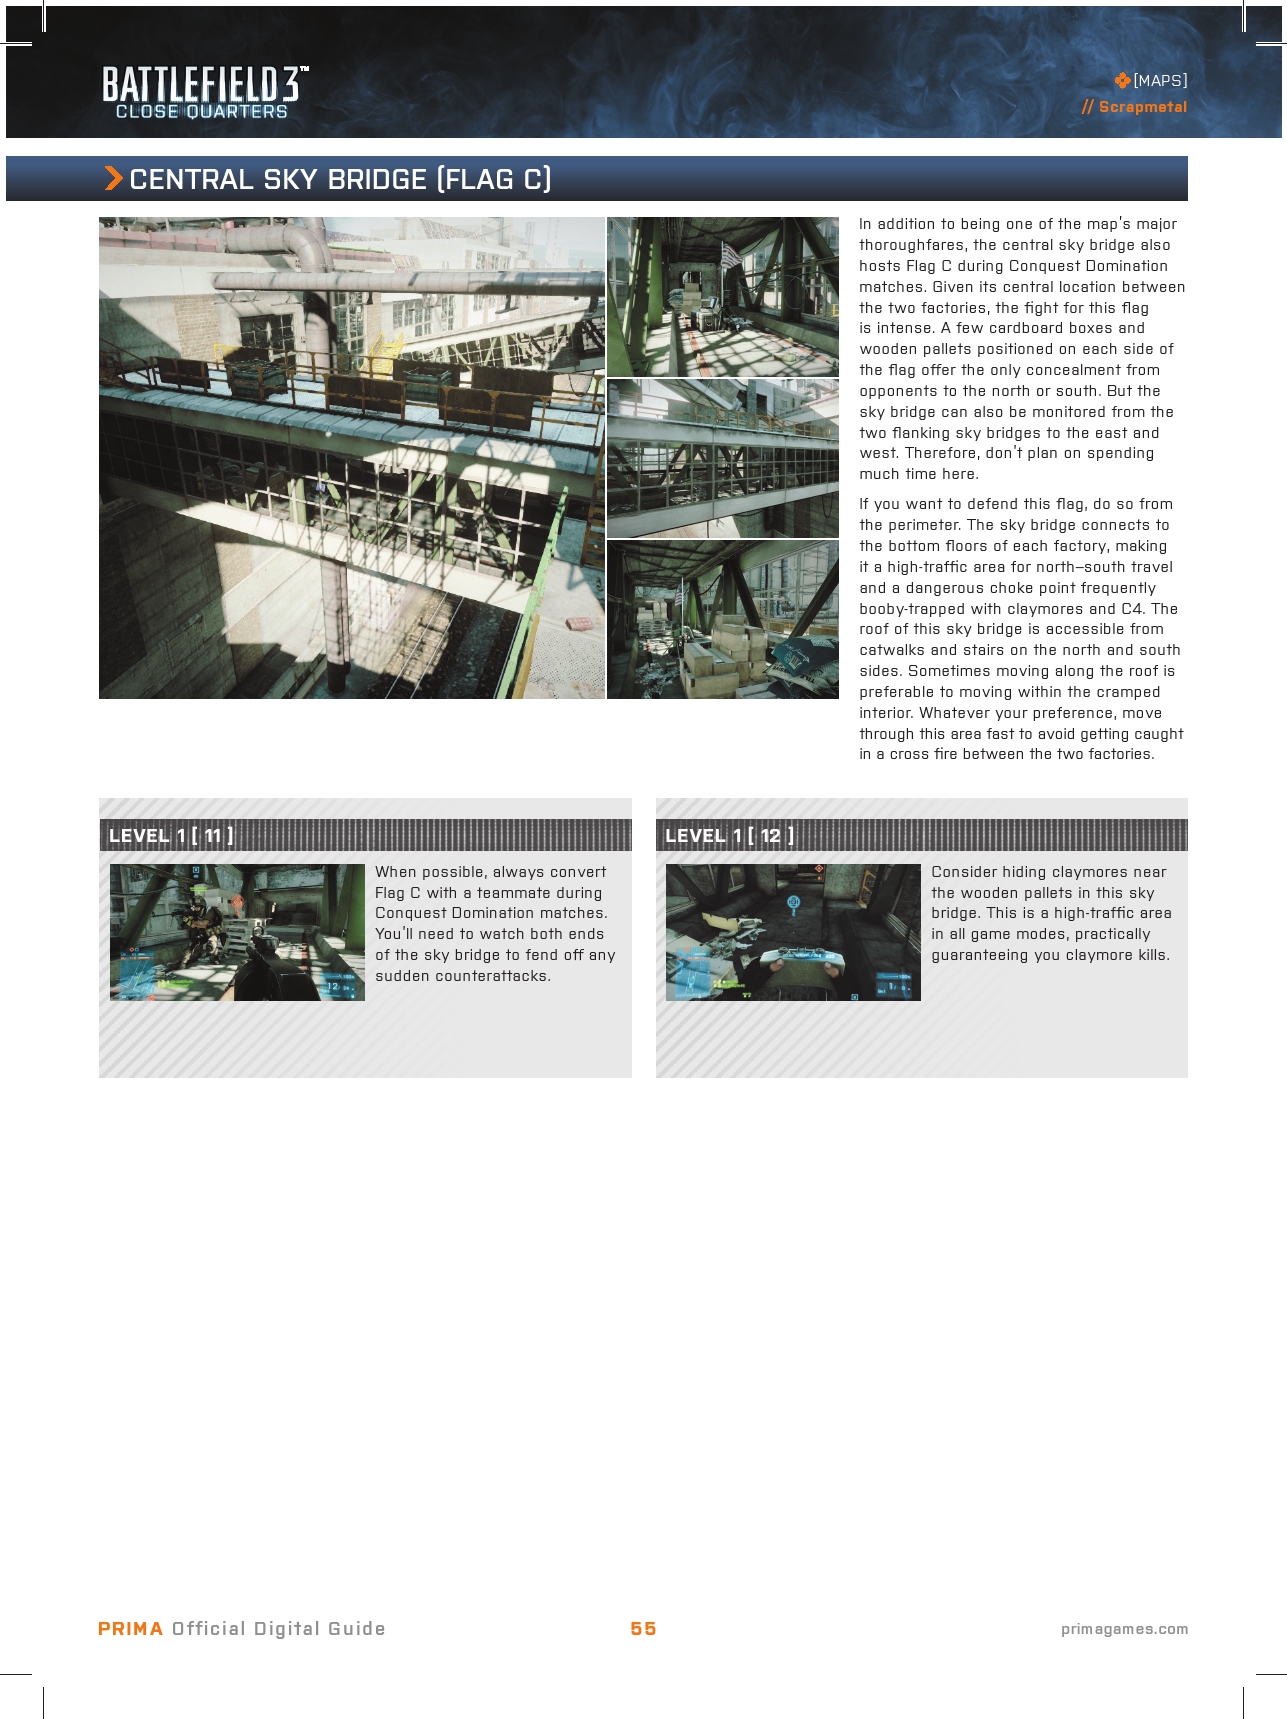 BATTLEFIELD 3™
CLOSE QUARTERS
[MAPS]
// Scrapmetal
CENTRAL SKY BRIDGE (FLAG C)
In addition to being one of the map's major
thoroughfares, the central sky bridge also
hosts Flag C during Conquest Domination
matches. Given its central location between
the two factories, the fight for this flag
is intense. A few cardboard boxes and
wooden pallets positioned on each side of
the flag offer the only concealment from
opponents to the north or south. But the
sky bridge can also be monitored from the
two flanking sky bridges to the east and
west. Therefore, don't plan on spending
much time here.
If you want to defend this flag, do so from
the perimeter. The sky bridge connects to
the bottom floors of each factory, making
it a high-traffic area for north–south travel
and a dangerous choke point frequently
booby-trapped with claymores and C4. The
roof of this sky bridge is accessible from
catwalks and stairs on the north and south
sides. Sometimes moving along the roof is
preferable to moving within the cramped
interior. Whatever your preference, move
through this area fast to avoid getting caught
in a cross fire between the two factories.
LEVEL 1 [ 11 ]
When possible, always convert
Flag C with a teammate during
Conquest Domination matches.
You'll need to watch both ends
of the sky bridge to fend off any
sudden counterattacks.
LEVEL 1 [ 12 ]
Consider hiding claymores near
the wooden pallets in this sky
bridge. This is a high-traffic area
in all game modes, practically
guaranteeing you claymore kills.
PRIMA Official Digital Guide
55
primagames.com